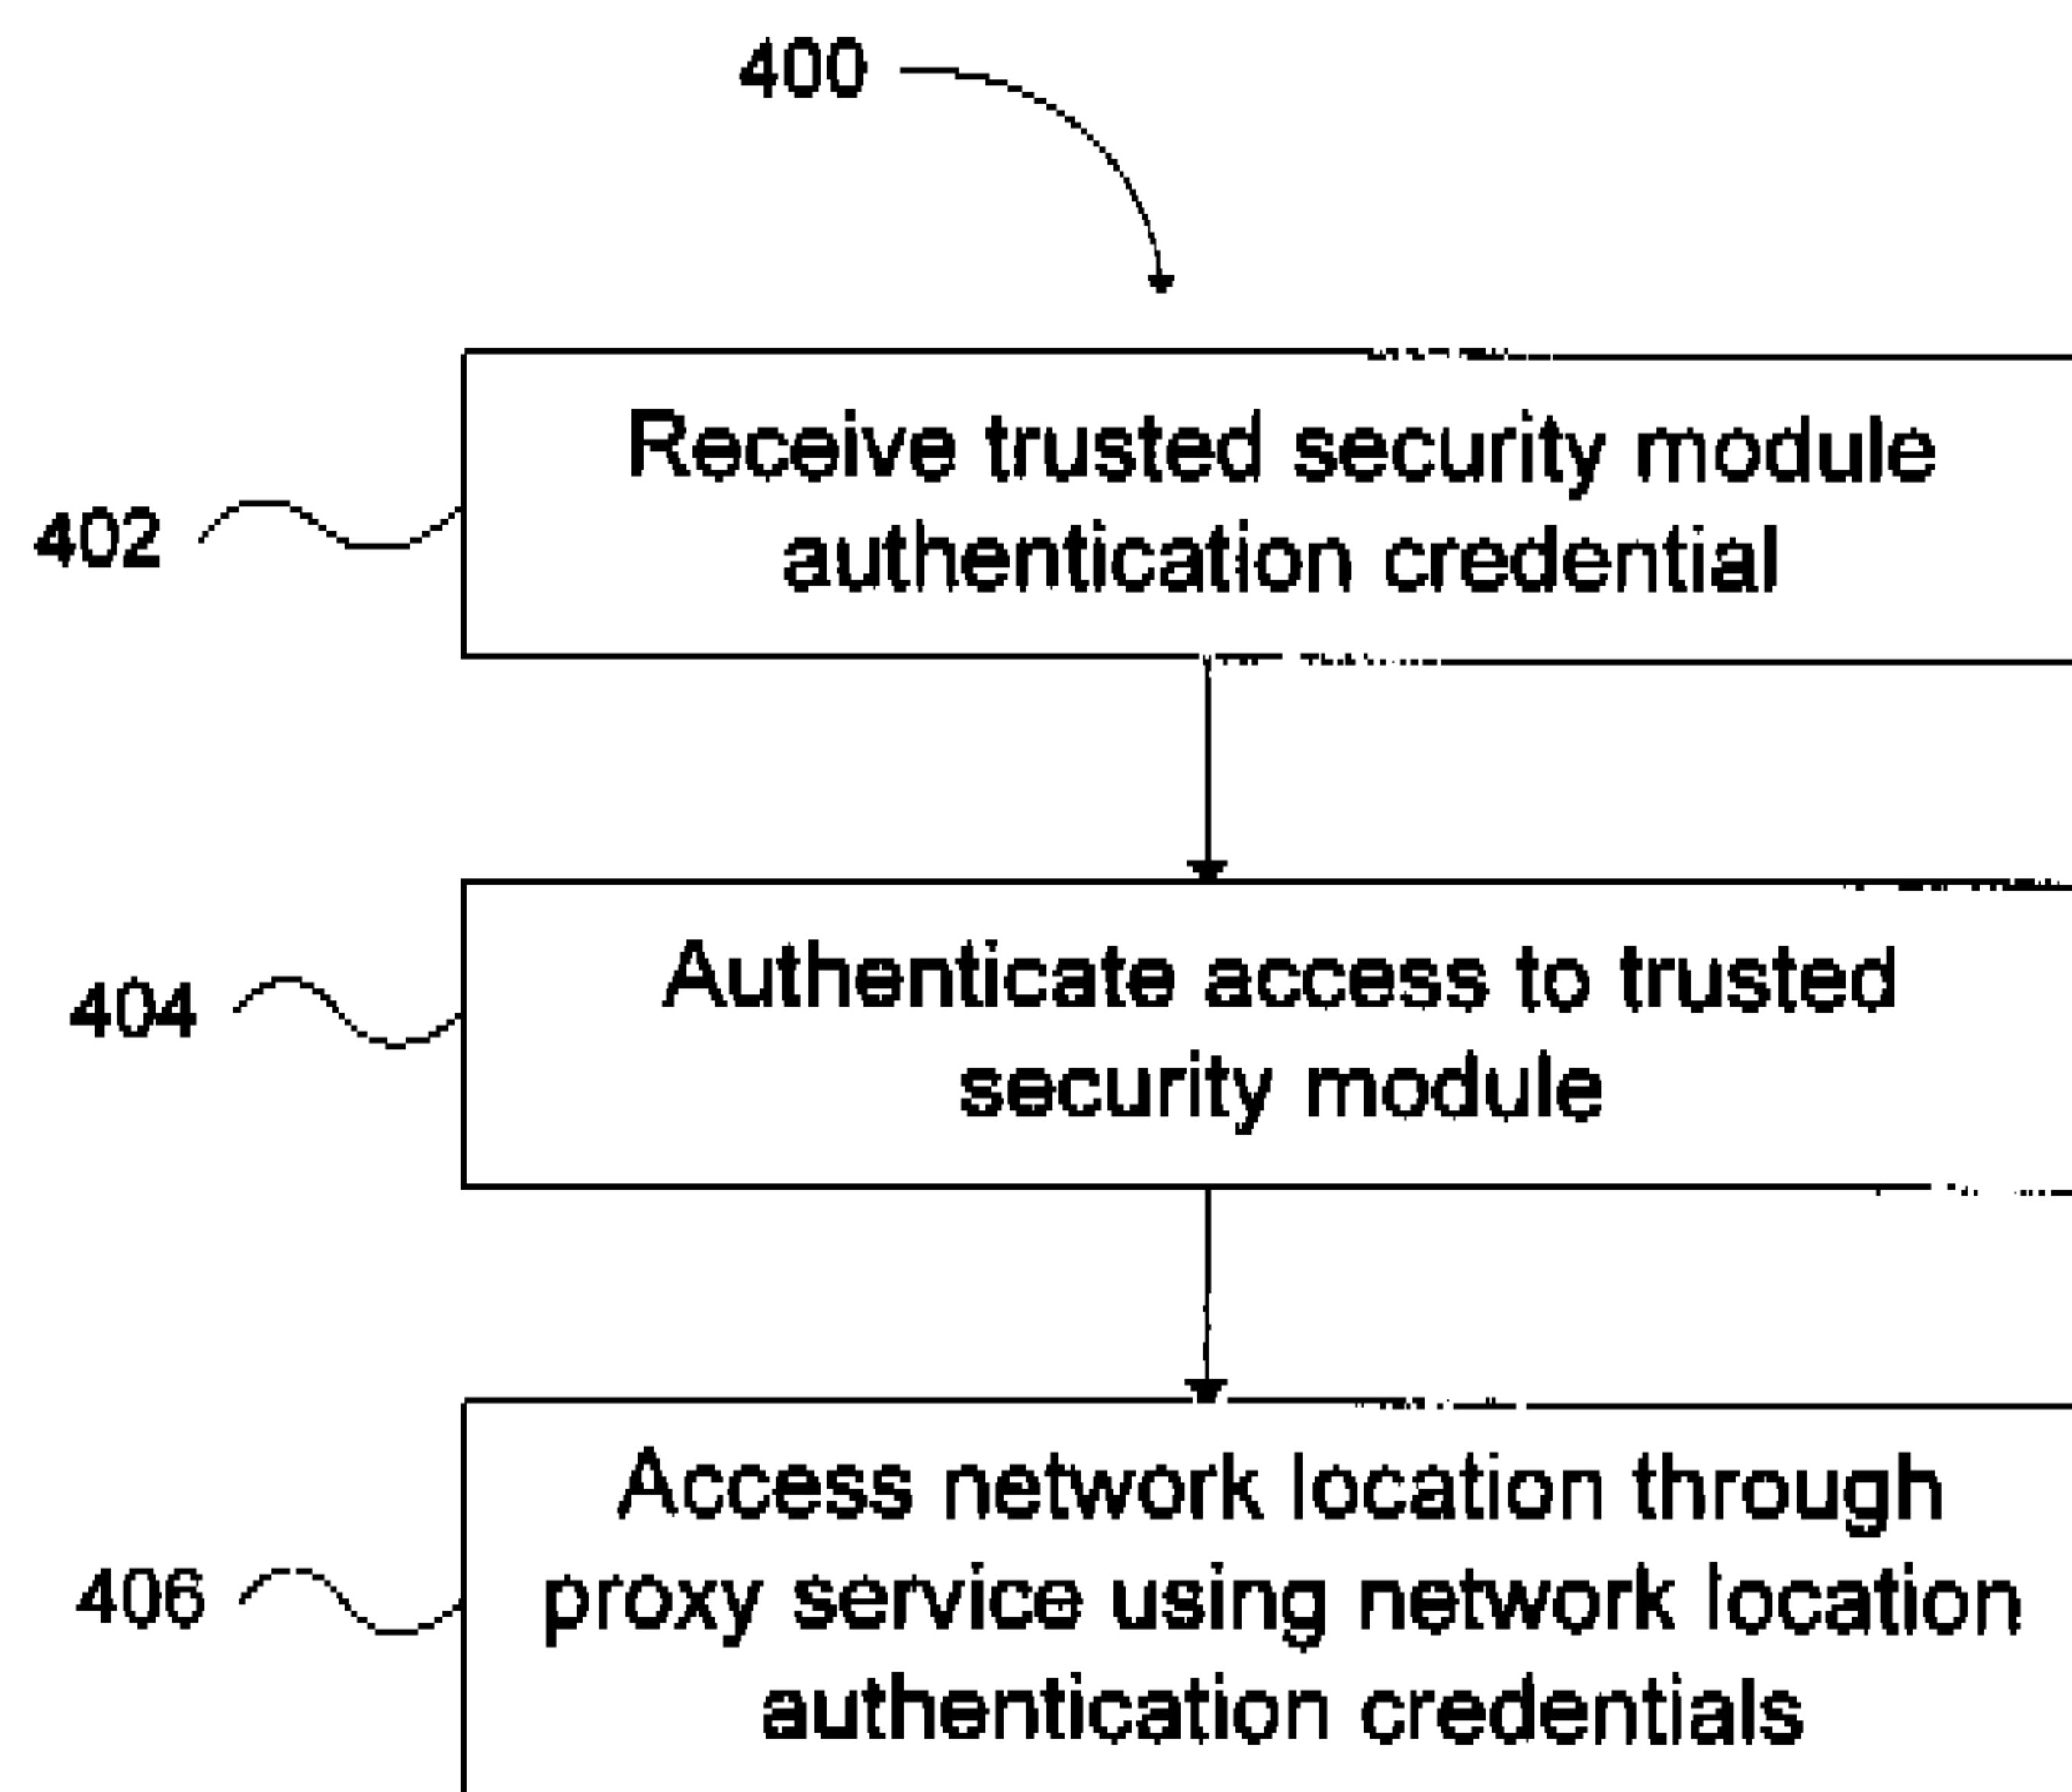 400
402
Receive trusted security module
authentication credential
404
Authenticate access to trusted
security module
406
Access network location through
proxy service using network location
authentication credentials